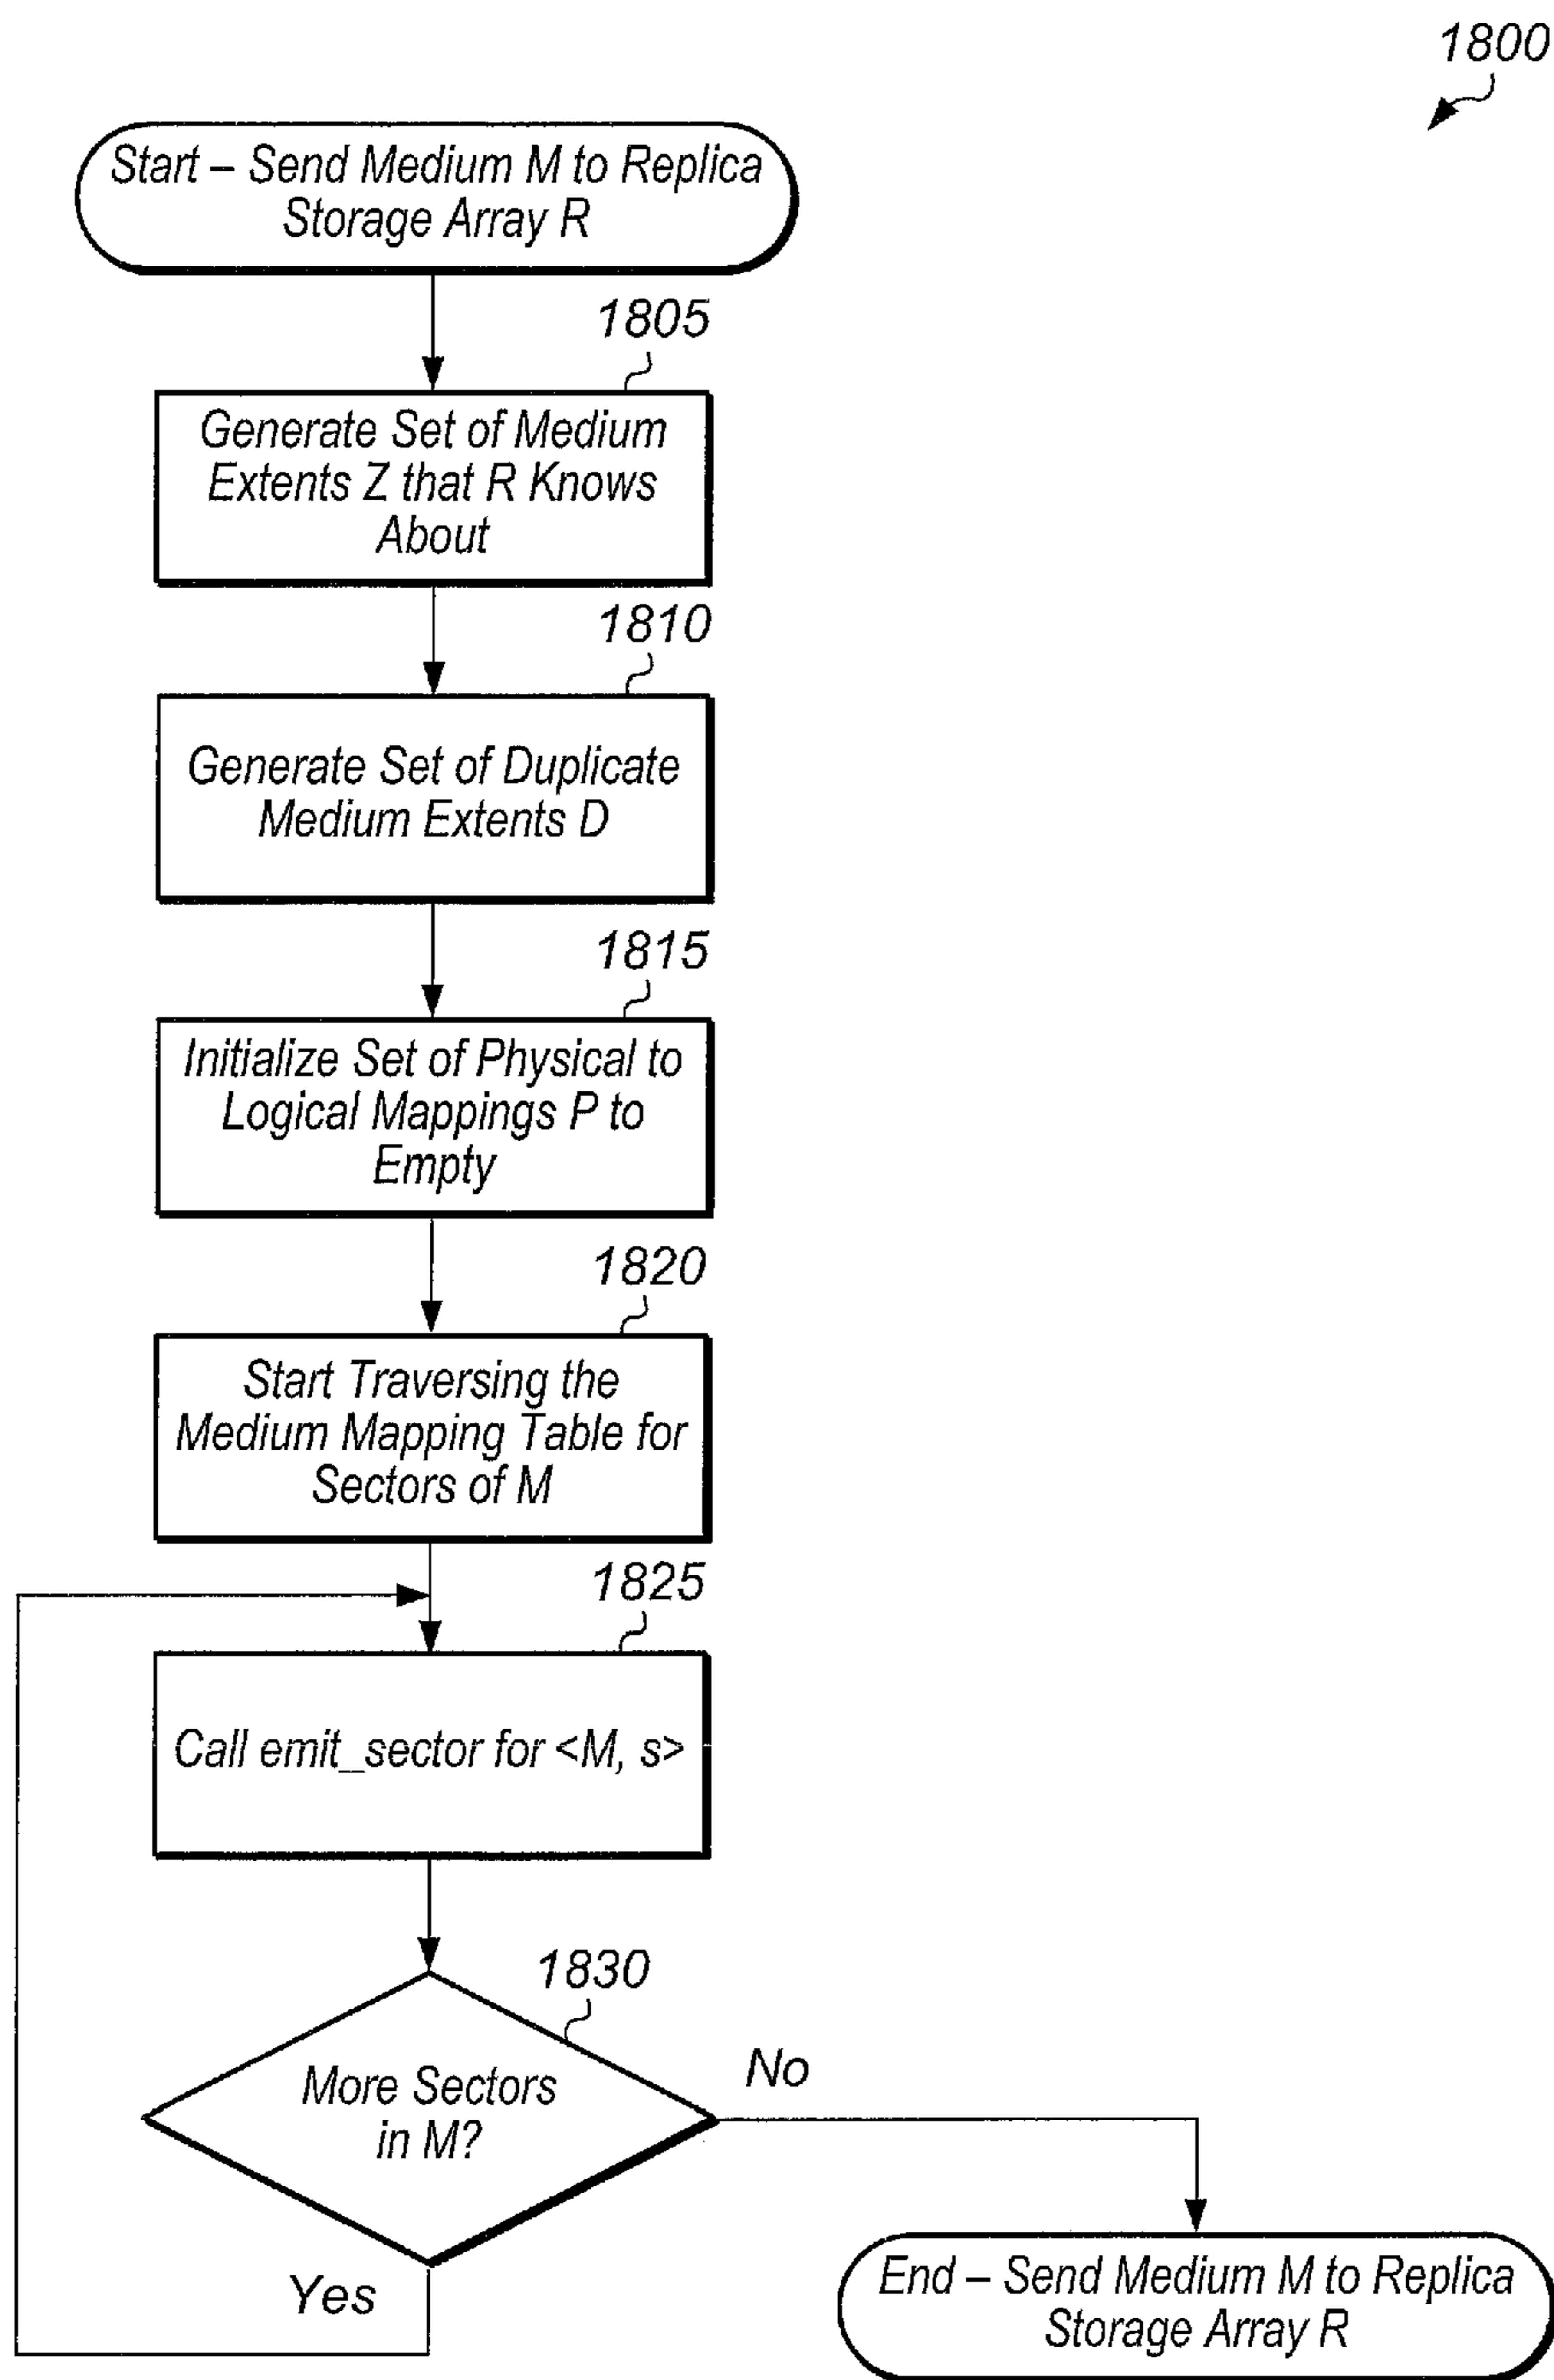 1800
Start – Send Medium M to Replica
Storage Array R
1805
Generate Set of Medium
Extents Z that R Knows
About
1810
Generate Set of Duplicate
Medium Extents D
1815
Initialize Set of Physical to
Logical Mappings P to
Empty
1820
Start Traversing the
Medium Mapping Table for
Sectors of M
1825
Call emit_sector for <M, s>
1830
More Sectors
in M?
No
Yes
End – Send Medium M to Replica
Storage Array R